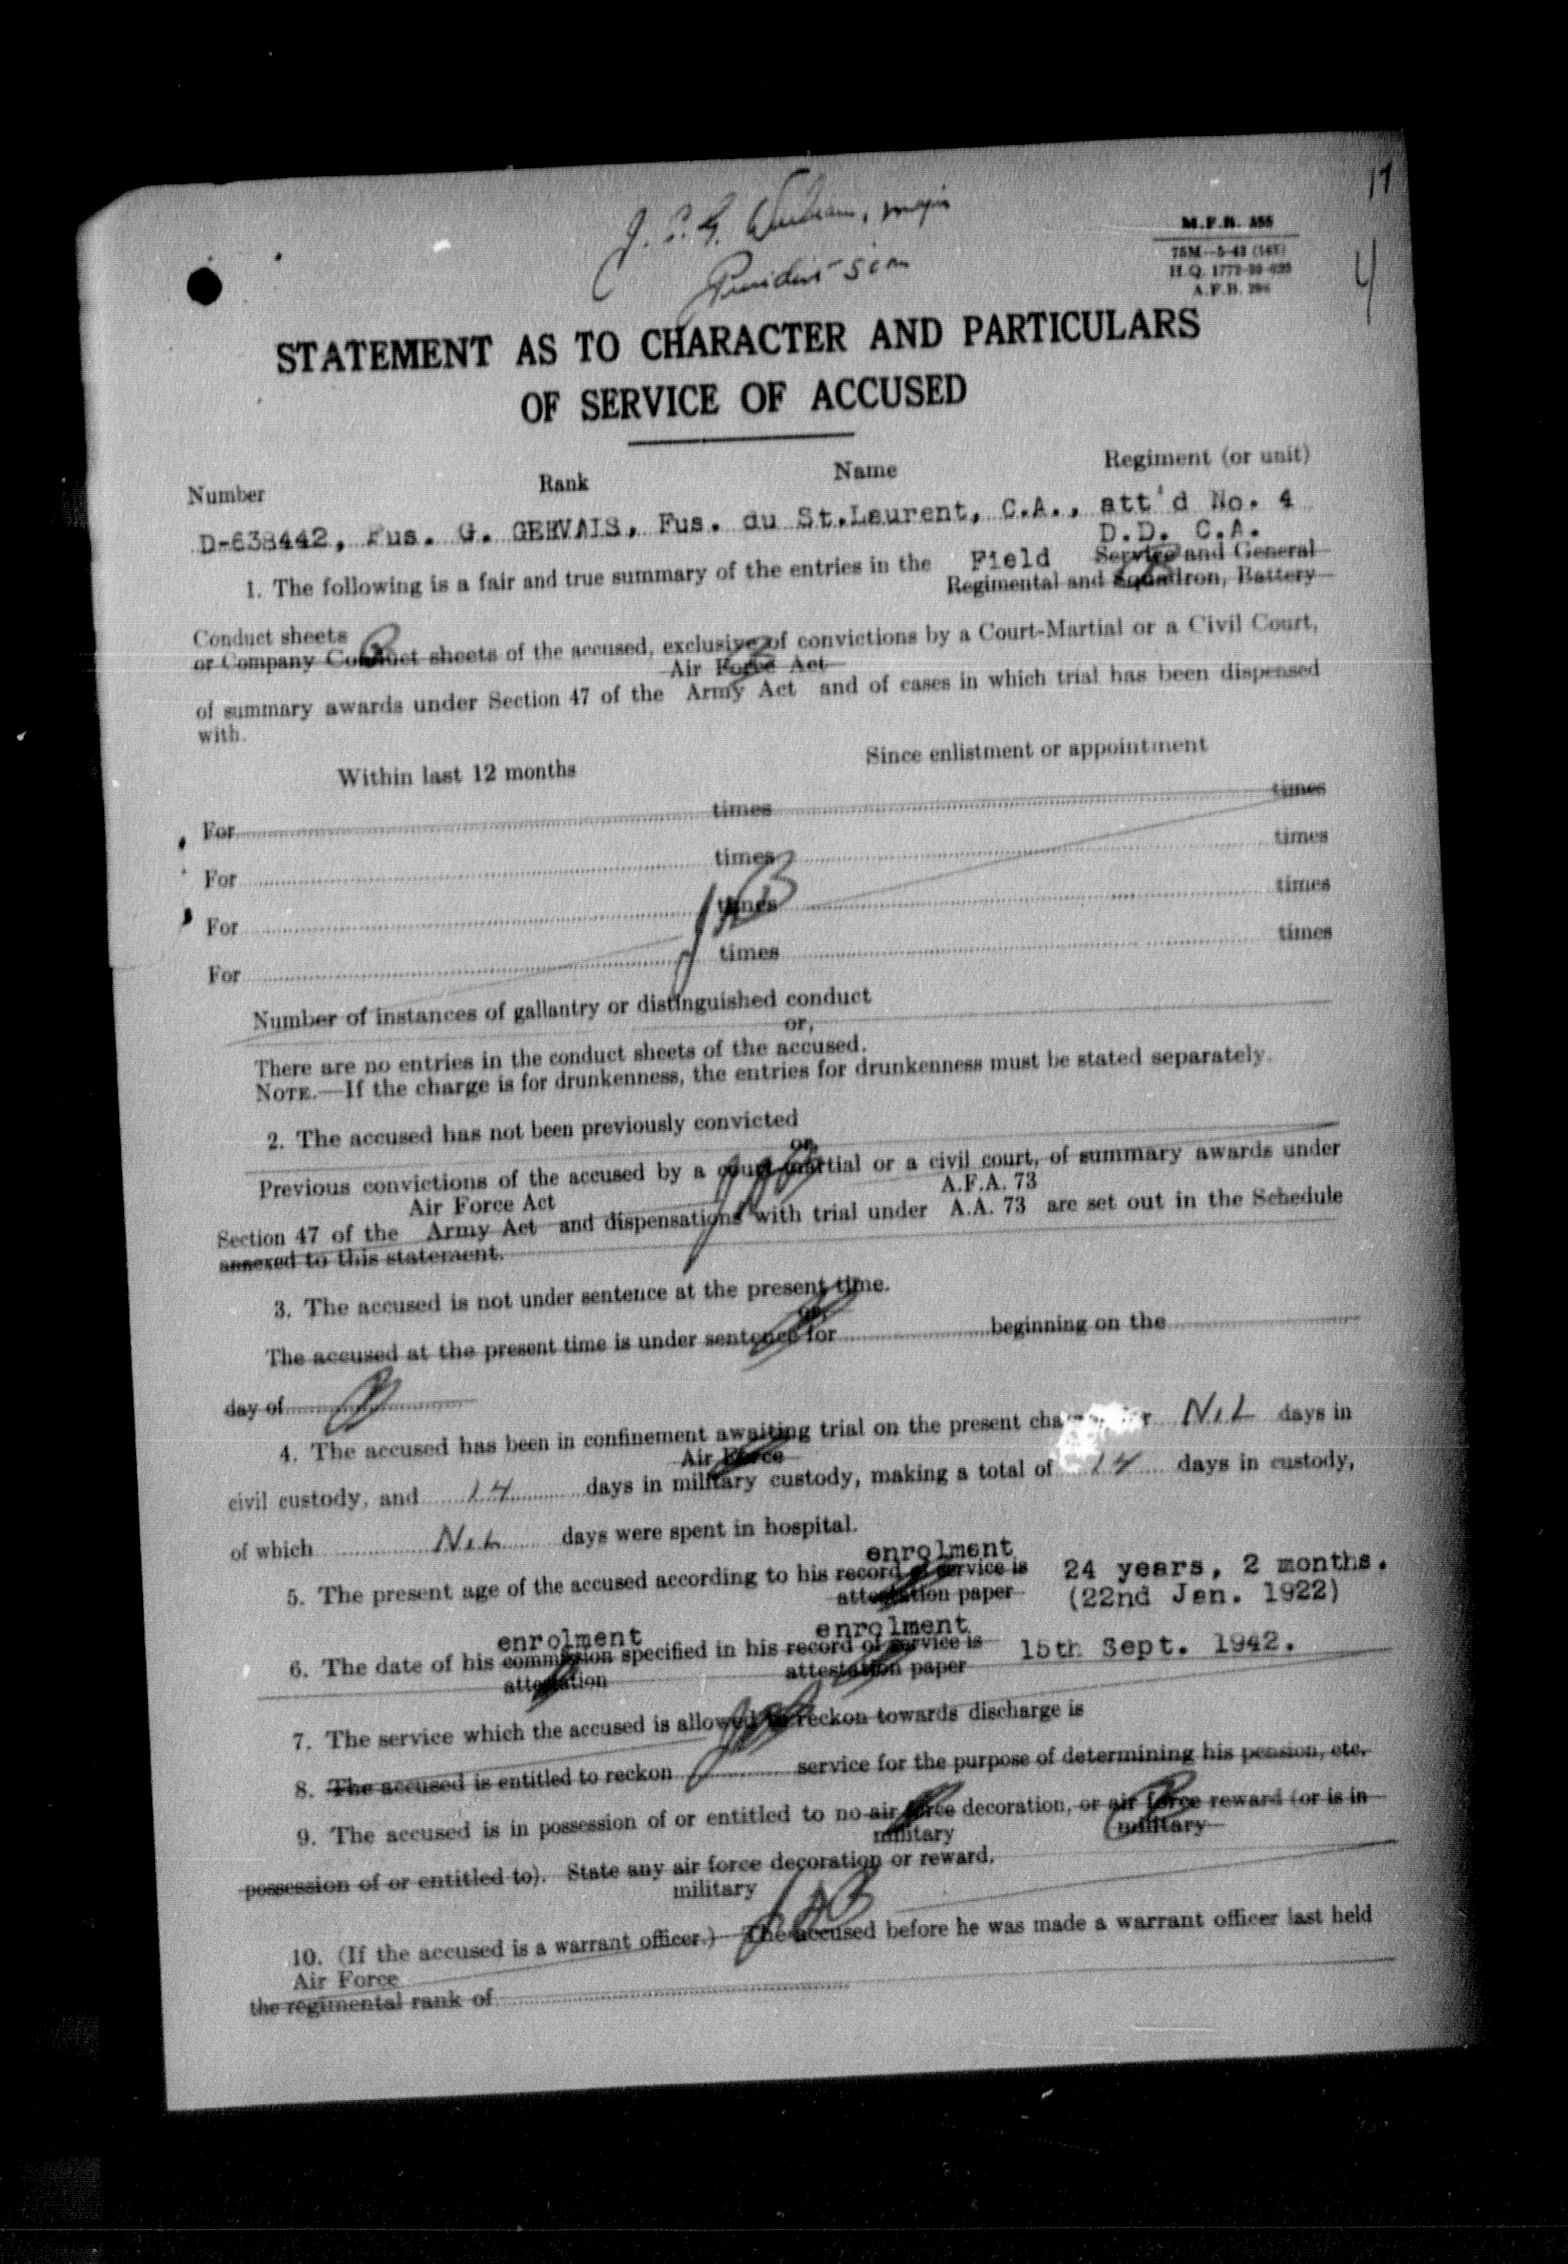 17
J. P. G. major
President SCM
4
M.F.B. 355
75M—5-43
H.Q. 1772-39-
A.F.B. 296
STATEMENT AS TO CHARACTER AND PARTICULARS
OF SERVICE OF ACCUSED
Number Rank Name Regiment (or unit)
D-638442, Fus. G. GERVAIS, Fus. du St.Laurent, C.A., att'd No. 4
D.D. C.A.
1. The following is a fair and true summary of the entries in the Field Service and General
Regimental and Squadron, Battery
Conduct sheets
or Company Conduct sheets of the accused, exclusive of convictions by a Court-Martial or a Civil Court,
Air Force Act
of summary awards under Section 47 of the Army Act and of cases in which trial has been dispensed
with.
Within last 12 months Since enlistment or appointment
For times times
For times times
For times times
For times times
Number of instances of gallantry or distinguished conduct
or,
There are no entries in the conduct sheets of the accused.
NOTE.—If the charge is for drunkenness, the entries for drunkenness must be stated separately.
2. The accused has not been previously convicted
or,
Previous convictions of the accused by a court-martial or a civil court, of summary awards under
Air Force Act A.F.A. 73
Section 47 of the Army Act and dispensations with trial under A.A. 73 are set out in the Schedule
annexed to this statement.
3. The accused is not under sentence at the present time.
or,
The accused at the present time is under sentence for beginning on the
day of
4. The accused has been in confinement awaiting trial on the present NIL days in
Air Force
civil custody, and 14 days in military custody, making a total of 14 days in custody,
of which NIL days were spent in hospital.
enrolment
5. The present age of the accused according to his record of service is 24 years, 2 months.
attestation paper (22nd Jan. 1922)
enrolment enrolment
6. The date of his commission specified in his record of service is 15th Sept. 1942.
attestation attestation paper
7. The service which the accused is allowed to reckon towards discharge is
8. The accused is entitled to reckon service for the purpose of determining his pension, etc.
9. The accused is in possession of or entitled to no air force decoration, or air force reward (or is in
military military
possession of or entitled to). State any air force decoration or reward.
military
10. (If the accused is a warrant officer.) The accused before he was made a warrant officer last held
Air Force
the regimental rank of